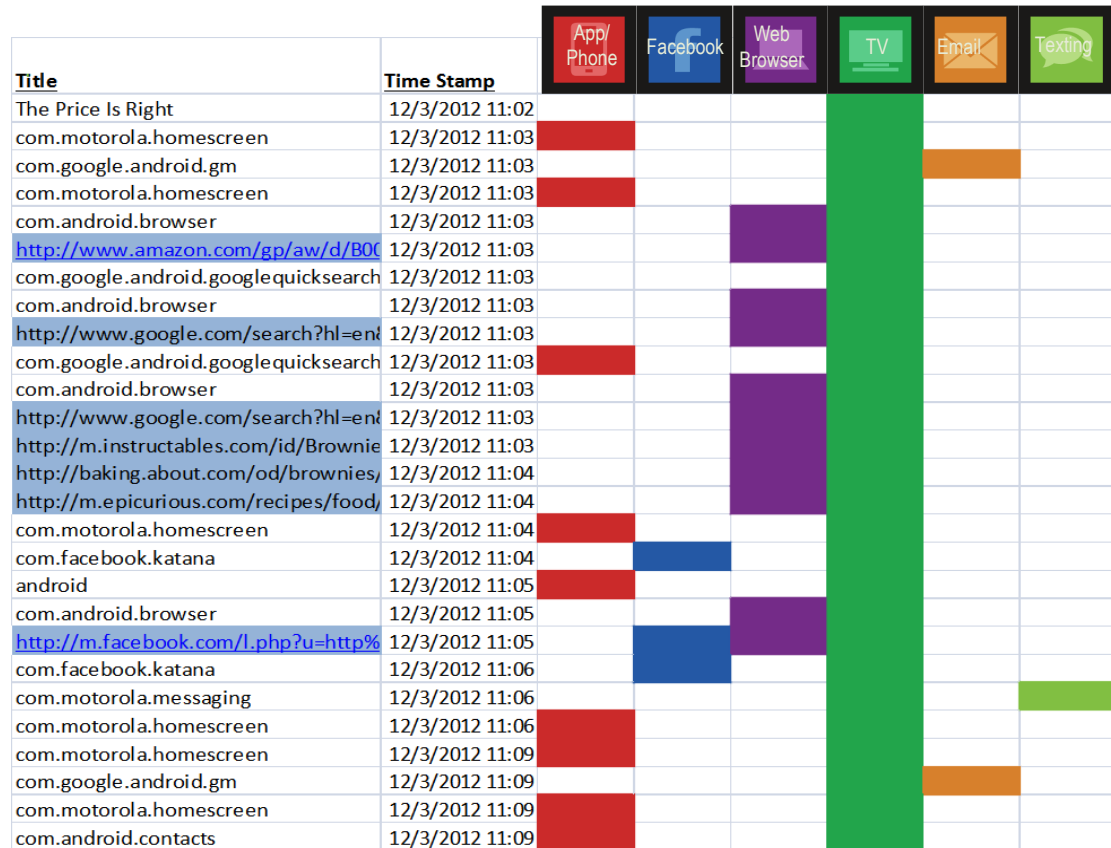 App/ Phone Facebook Web Browser TV Email Texting
Title Time Stamp
The Price Is Right 12/3/2012 11:02
com.motorola.homescreen 12/3/2012 11:03
com.google.android.gm 12/3/2012 11:03
com.motorola.homescreen 12/3/2012 11:03
com.android.browser 12/3/2012 11:03
http://www.amazon.com/gp/aw/d/B00 12/3/2012 11:03
com.google.android.googlequicksearch 12/3/2012 11:03
com.android.browser 12/3/2012 11:03
http://www.google.com/search?hl=en& 12/3/2012 11:03
com.google.android.googlequicksearch 12/3/2012 11:03
com.android.browser 12/3/2012 11:03
http://www.google.com/search?hl=en& 12/3/2012 11:03
http://m.instructables.com/id/Brownie 12/3/2012 11:03
http://baking.about.com/od/brownies/ 12/3/2012 11:04
http://m.epicurious.com/recipes/food/ 12/3/2012 11:04
com.motorola.homescreen 12/3/2012 11:04
com.facebook.katana 12/3/2012 11:04
android 12/3/2012 11:05
com.android.browser 12/3/2012 11:05
http://m.facebook.com/l.php?u=http% 12/3/2012 11:05
com.facebook.katana 12/3/2012 11:06
com.motorola.messaging 12/3/2012 11:06
com.motorola.homescreen 12/3/2012 11:06
com.motorola.homescreen 12/3/2012 11:09
com.google.android.gm 12/3/2012 11:09
com.motorola.homescreen 12/3/2012 11:09
com.android.contacts 12/3/2012 11:09